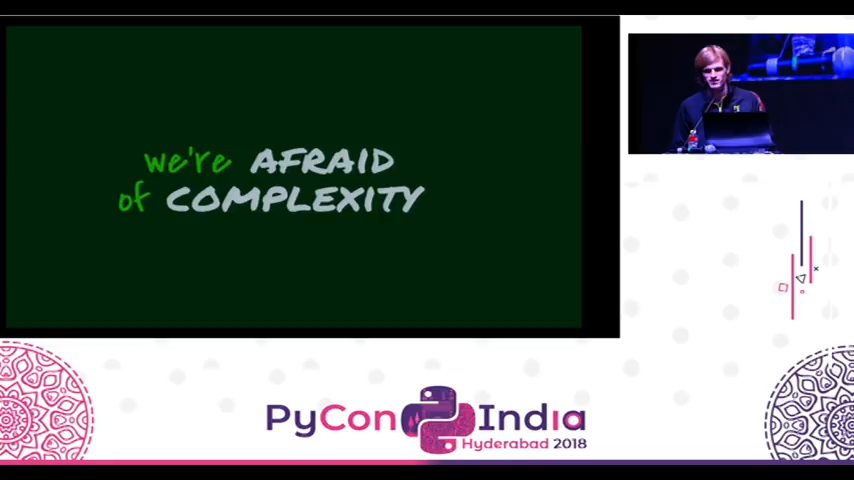 we're AFRAID
of COMPLEXITY
PyCon India
Hyderabad 2018